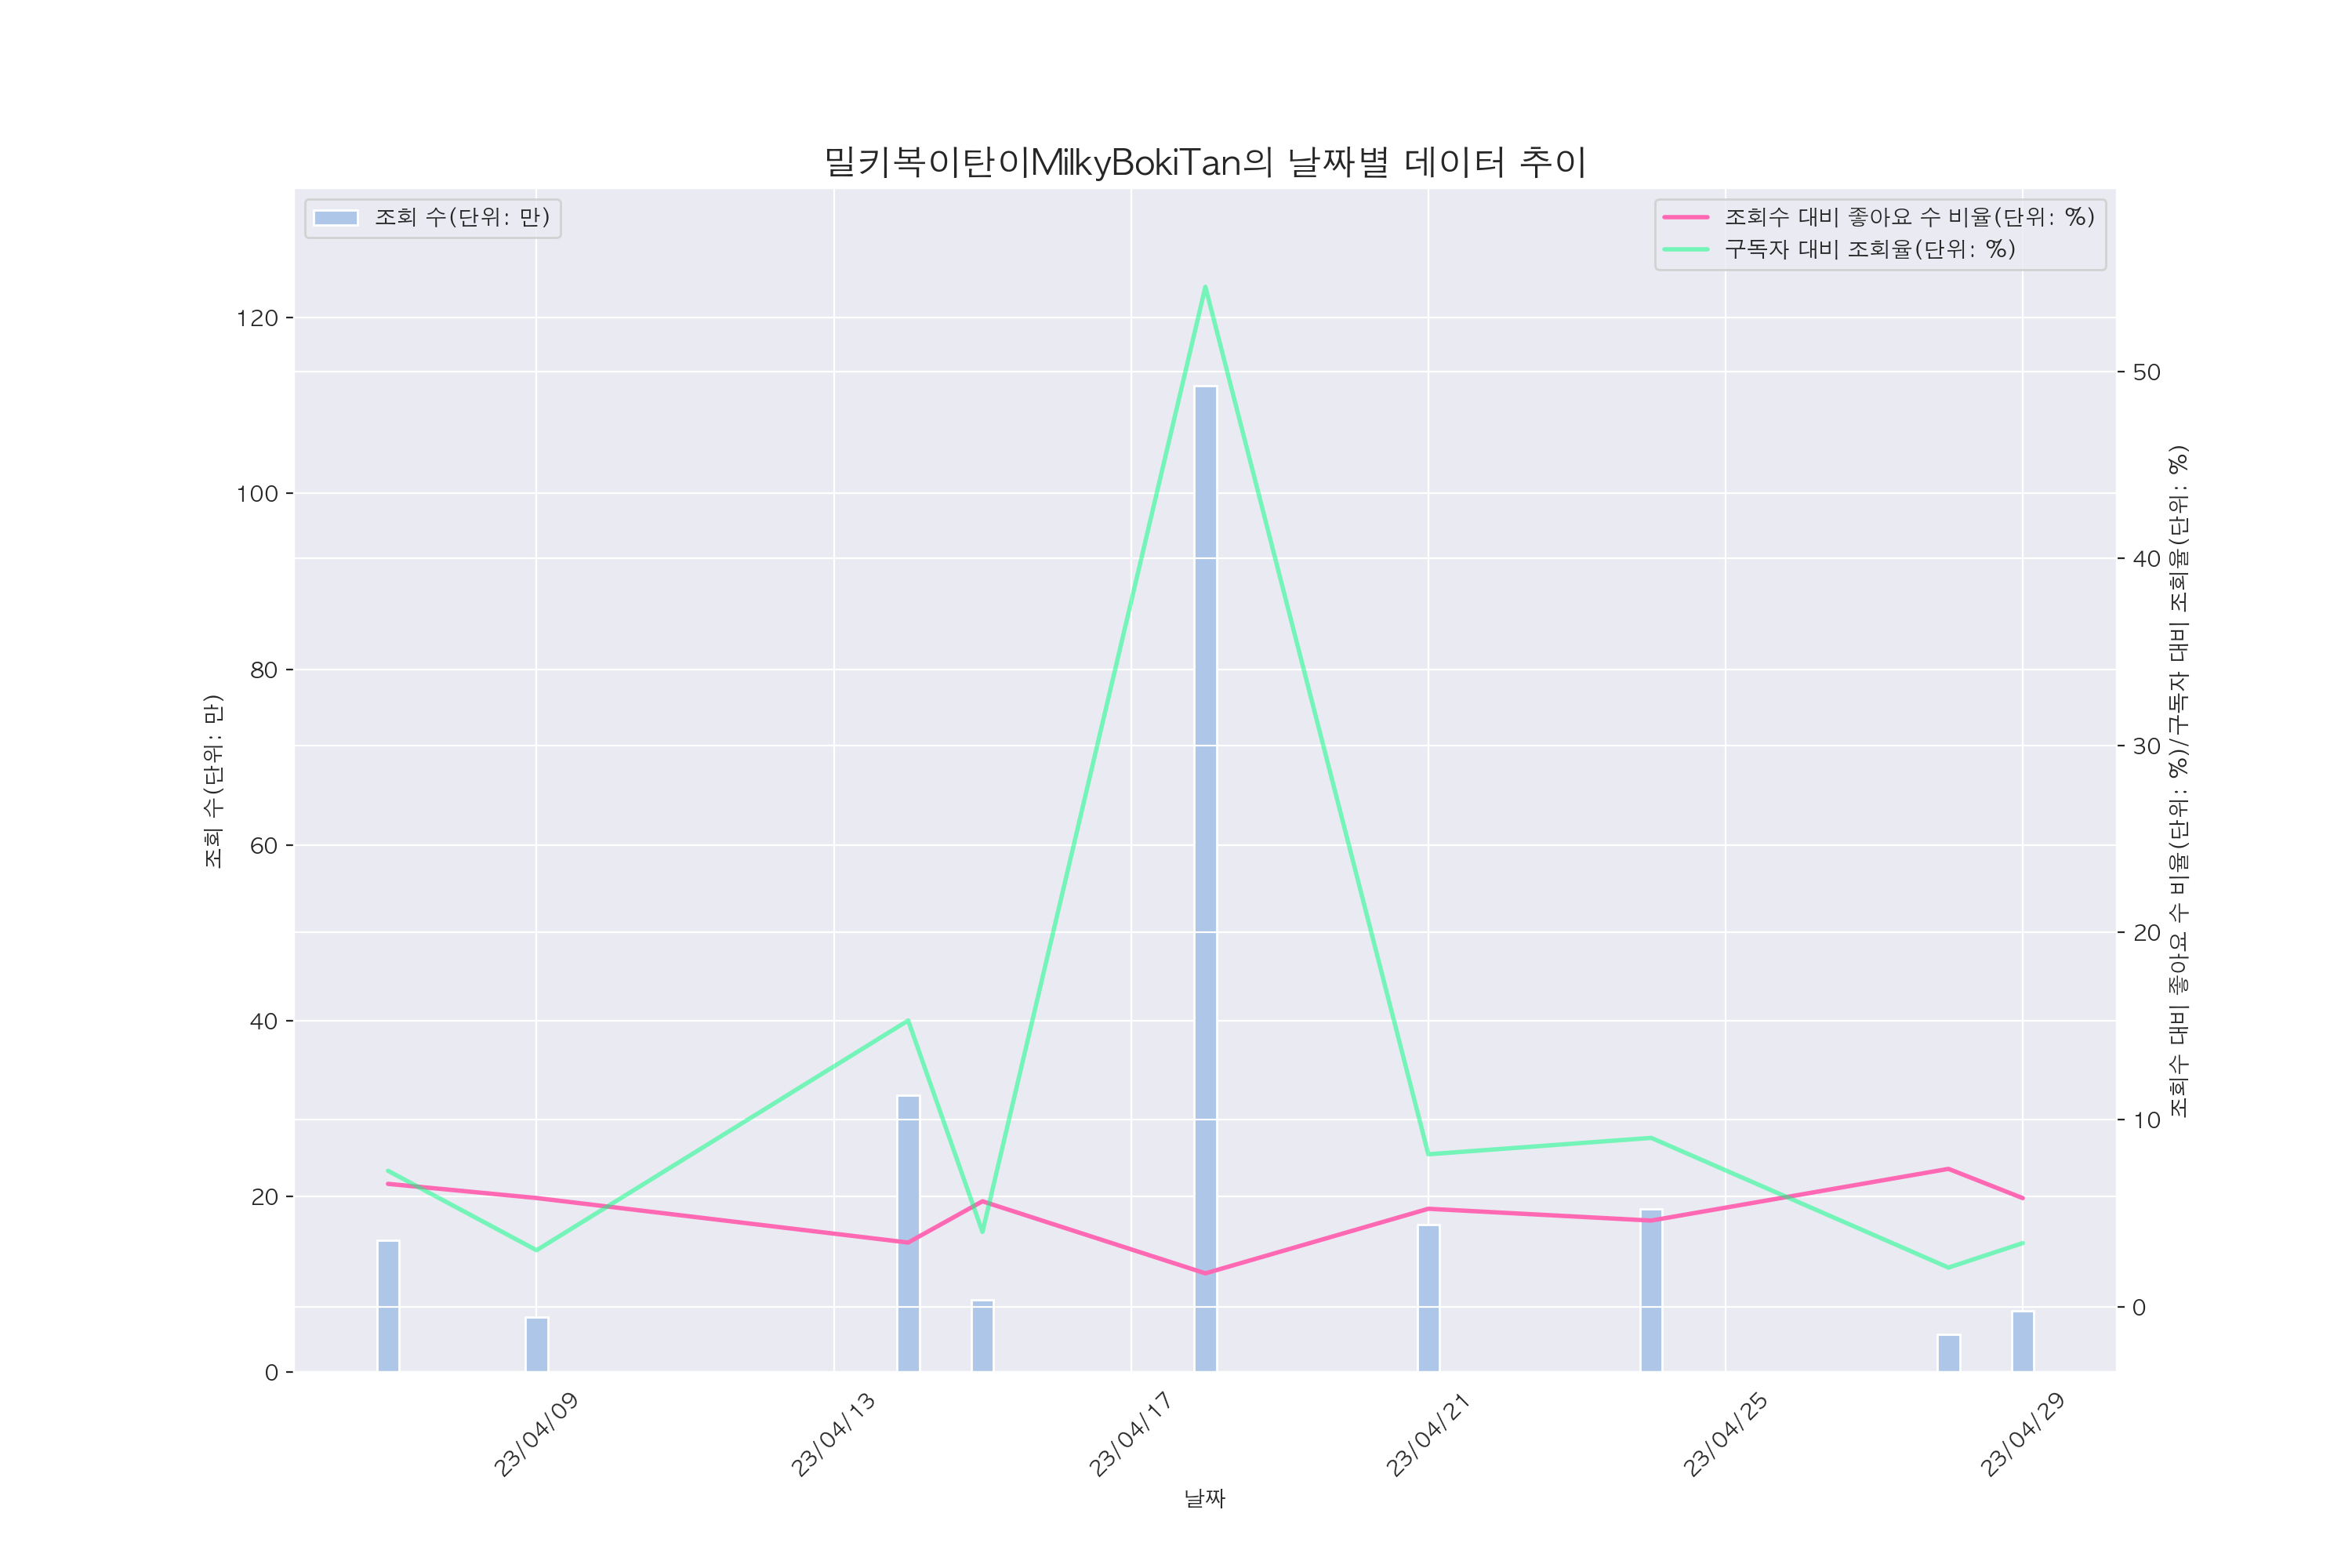 밀키복이탄이MilkyBokiTan의 날짜별 데이터 추이
조회 수(단위: 만)
조회수 대비 좋아요 수 비율(단위: %)
구독자 대비 조회율(단위: %)
120
100
80
60
40
20
0
조회 수(단위: 만)
50
40
30
20
10
0
조회수 대비 좋아요 수 비율(단위: %)/구독자 대비 조회율(단위: %)
23/04/09
23/04/13
23/04/17
23/04/21
23/04/25
23/04/29
날짜